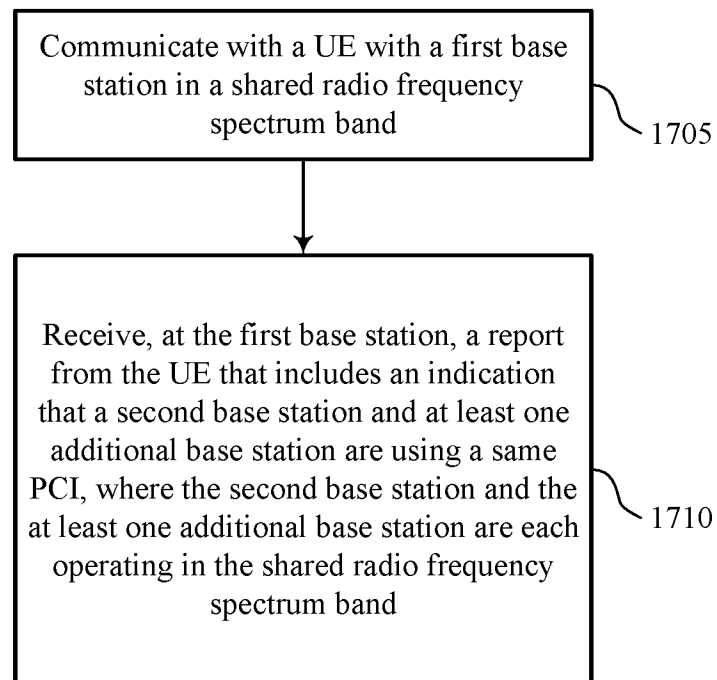 Communicate with a UE with a first base
station in a shared radio frequency
spectrum band
1705
Receive, at the first base station, a report
from the UE that includes an indication
that a second base station and at least one
additional base station are using a same
PCI, where the second base station and the
at least one additional base station are each
operating in the shared radio frequency
spectrum band
1710